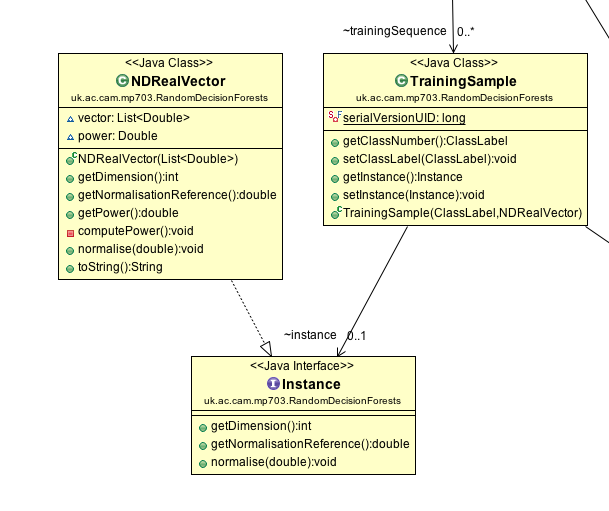 ~trainingSequence 0..*
<<Java Class>>
NDRealVector
uk.ac.cam.mp703.RandomDecisionForests
vector: List<Double>
power: Double
NDRealVector(List<Double>)
getDimension():int
getNormalisationReference():double
getPower():double
computePower():void
normalise(double):void
toString():String
<<Java Class>>
TrainingSample
uk.ac.cam.mp703.RandomDecisionForests
serialVersionUID: long
getClassNumber():ClassLabel
setClassLabel(ClassLabel):void
getInstance():Instance
setInstance(Instance):void
TrainingSample(ClassLabel,NDRealVector)
~instance 0..1
<<Java Interface>>
Instance
uk.ac.cam.mp703.RandomDecisionForests
getDimension():int
getNormalisationReference():double
normalise(double):void